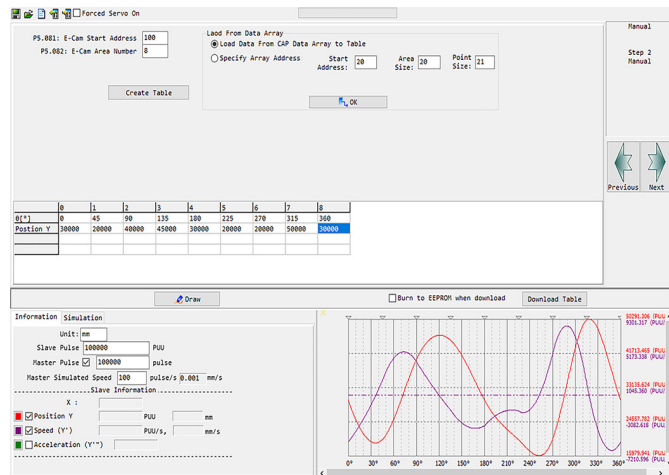 Forced Servo On
P5.081: E-Cam Start Address 100
P5.082: E-Cam Area Number 8
Create Table
Laod From Data Array
Load Data From CAP Data Array to Table
Specify Array Address Start Address: 20 Area Size: 20 Point Size: 21
OK
Manual
Step 2
Manual
Previous Next
0 1 2 3 4 5 6 7 8
θ[°] 0 45 90 135 180 225 270 315 360
Postion Y 30000 20000 40000 45000 30000 20000 20000 50000 30000
Draw
Burn to EEPROM when download Download Table
Information Simulation
Unit: mm
Slave Pulse 100000 PUU
Master Pulse 100000 pulse
Master Simulated Speed 100 pulse/s 0.001 mm/s
Slave Information
X :
Position Y PUU mm
Speed (Y') PUU/s, mm/s
Acceleration (Y'")
X
50291.306 (PUU)
9301.317 (PUU/
41713.465 (PUU)
5173.338 (PUU/
33135.624 (PUU)
1045.360 (PUU/
24557.782 (PUU)
-3082.618 (PUU/
15979.941 (PUU)
-7210.596 (PUU/
0° 30° 60° 90° 120° 150° 180° 210° 240° 270° 300° 330° 360